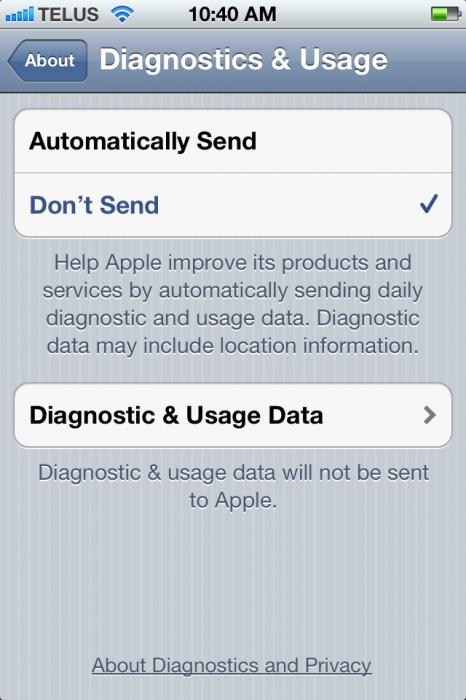 TELUS 10:40 AM
About Diagnostics & Usage
Automatically Send
Don’t Send
Help Apple improve its products and
services by automatically sending daily
diagnostic and usage data. Diagnostic
data may include location information.
Diagnostic & Usage Data
Diagnostic & usage data will not be sent
to Apple.
About Diagnostics and Privacy